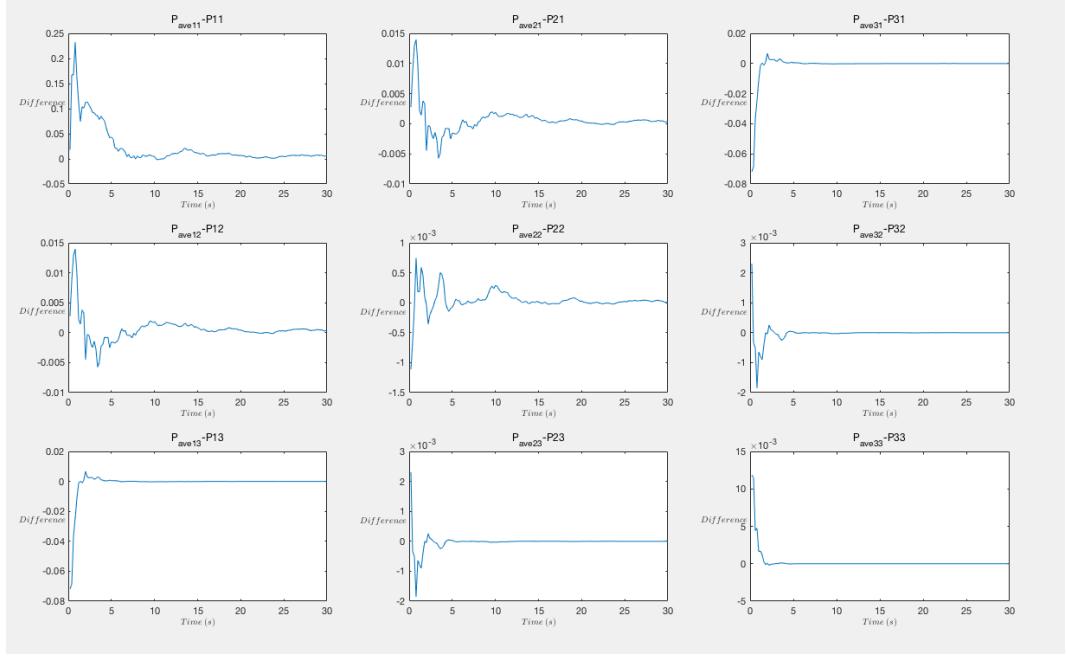 P_ave11-P11
0.25
0.2
0.15
0.1
0.05
0
-0.05
Difference
0 5 10 15 20 25 30
Time (s)
P_ave21-P21
0.015
0.01
0.005
0
-0.005
-0.01
Difference
0 5 10 15 20 25 30
Time (s)
P_ave31-P31
0.02
0
-0.02
-0.04
-0.06
-0.08
Difference
0 5 10 15 20 25 30
Time (s)
P_ave12-P12
0.015
0.01
0.005
0
-0.005
-0.01
Difference
0 5 10 15 20 25 30
Time (s)
P_ave22-P22
×10^-3
1
0.5
0
-0.5
-1
-1.5
Difference
0 5 10 15 20 25 30
Time (s)
P_ave32-P32
×10^-3
3
2
1
0
-1
-2
Difference
0 5 10 15 20 25 30
Time (s)
P_ave13-P13
0.02
0
-0.02
-0.04
-0.06
-0.08
Difference
0 5 10 15 20 25 30
Time (s)
P_ave23-P23
×10^-3
3
2
1
0
-1
-2
Difference
0 5 10 15 20 25 30
Time (s)
P_ave33-P33
×10^-3
15
10
5
0
-5
Difference
0 5 10 15 20 25 30
Time (s)